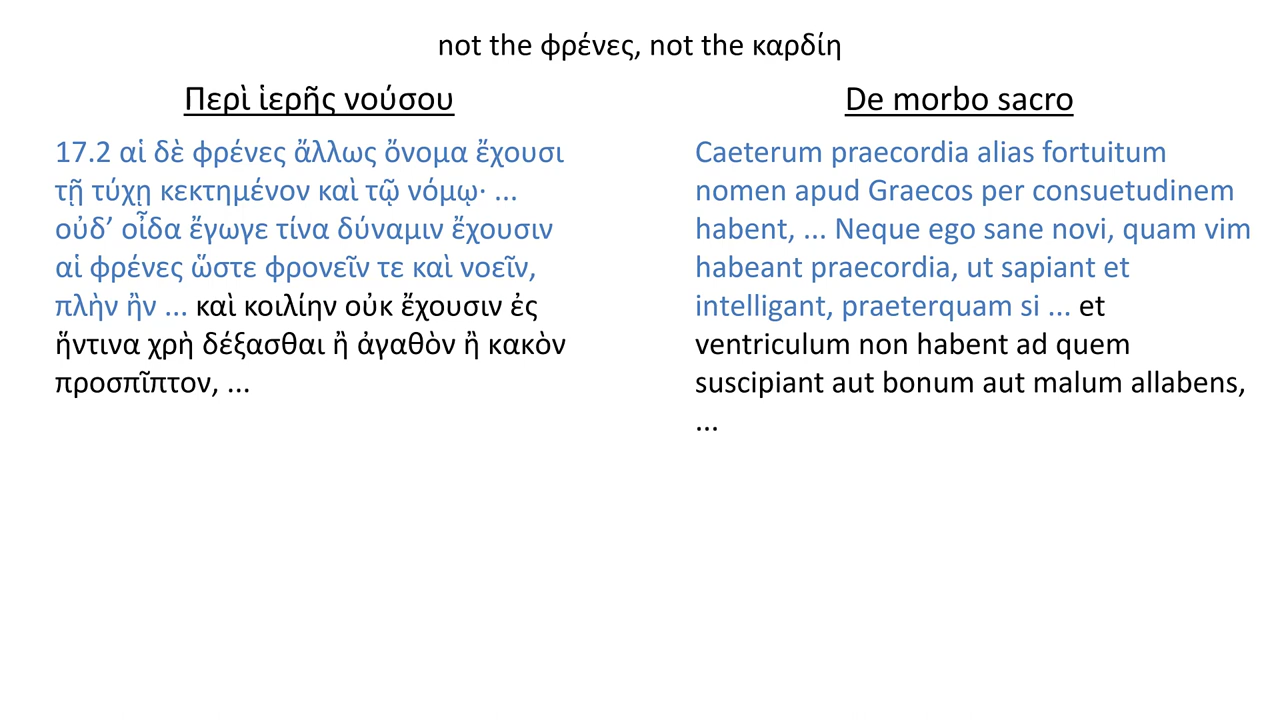 not the φρένες, not the καρδίη
Περὶ ἱερῆς νούσου
17.2 αἱ δὲ φρένες ἄλλως ὄνομα ἔχουσι
τῇ τύχῃ κεκτημένον καὶ τῷ νόμῳ· ...
οὐδ’ οἶδα ἔγωγε τίνα δύναμιν ἔχουσιν
αἱ φρένες ὥστε φρονεῖν τε καὶ νοεῖν,
πλὴν ἢν ... καὶ κοιλίην οὐκ ἔχουσιν ἐς
ἥντινα χρὴ δέξασθαι ἢ ἀγαθὸν ἢ κακὸν
προσπῖπτον, ...
De morbo sacro
Caeterum praecordia alias fortuitum
nomen apud Graecos per consuetudinem
habent, ... Neque ego sane novi, quam vim
habeant praecordia, ut sapiant et
intelligant, praeterquam si ... et
ventriculum non habent ad quem
suscipiant aut bonum aut malum allabens,
...